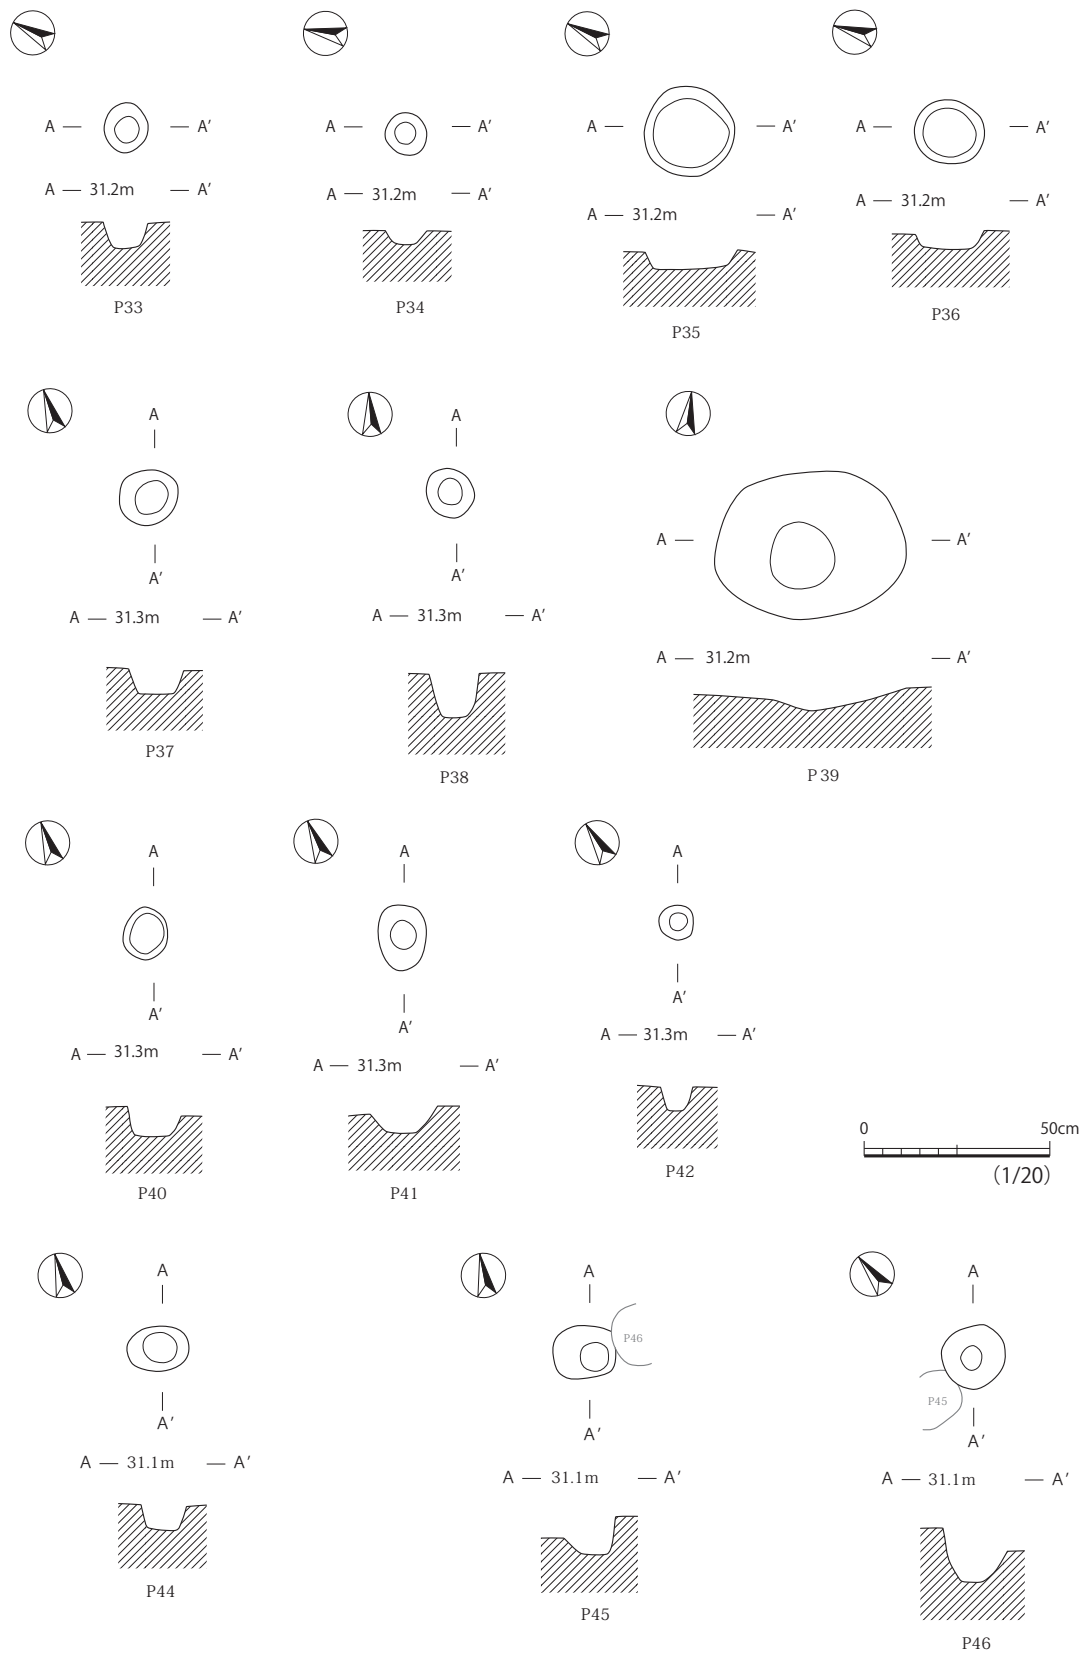 A — — A′
A — 31.2m — A′
P33
A — — A′
A — 31.2m — A′
P34
A — — A′
A — 31.2m — A′
P35
A — — A′
A — 31.2m — A′
P36
A
A′
A — 31.3m — A′
P37
A
A′
A — 31.3m — A′
P38
A — — A′
A — 31.2m — A′
P 39
A
A′
A — 31.3m — A′
P40
A
A′
A — 31.3m — A′
P41
A
A′
A — 31.3m — A′
P42
0 50cm
(1/20)
A
A′
A — 31.1m — A′
P44
A
P46
A′
A — 31.1m — A′
P45
A
P45
A′
A — 31.1m — A′
P46